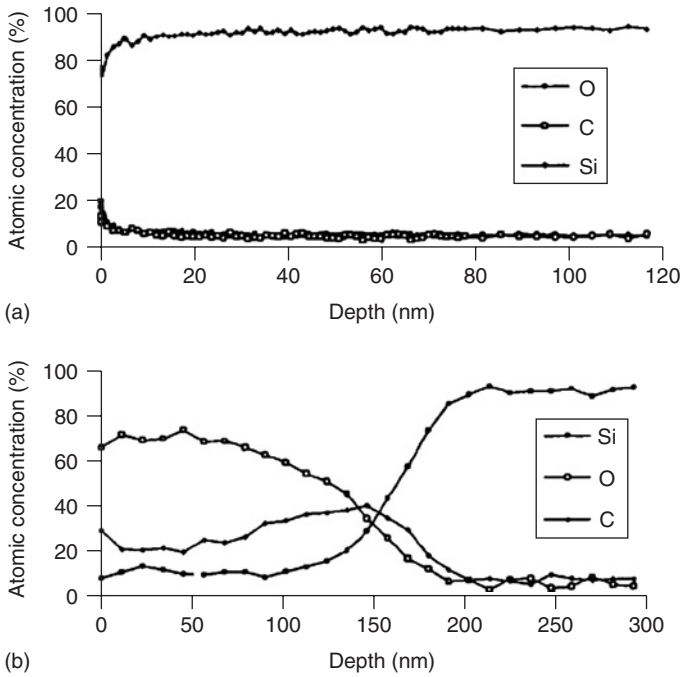 100
80
60
40
20
0
Atomic concentration (%)
O
C
Si
0 20 40 60 80 100 120
(a)
Depth (nm)
100
80
60
40
20
0
Atomic concentration (%)
Si
O
C
0 50 100 150 200 250 300
(b)
Depth (nm)